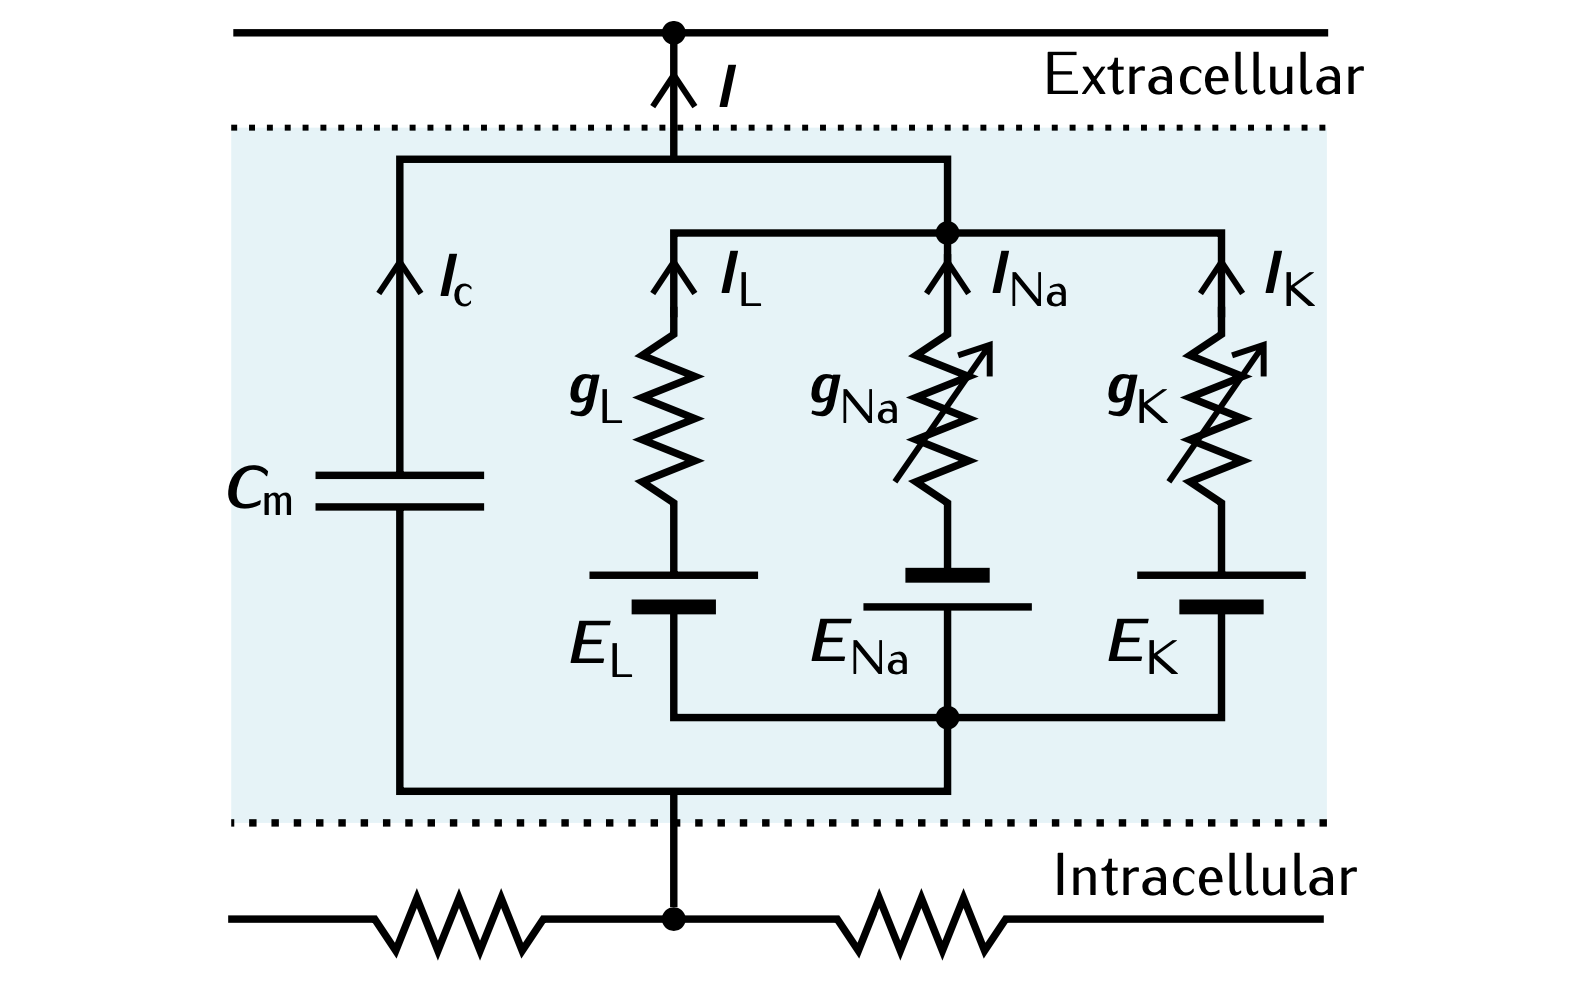 I
Extracellular
Ic
IL
INa
IK
gL
gNa
gK
Cm
EL
ENa
EK
Intracellular